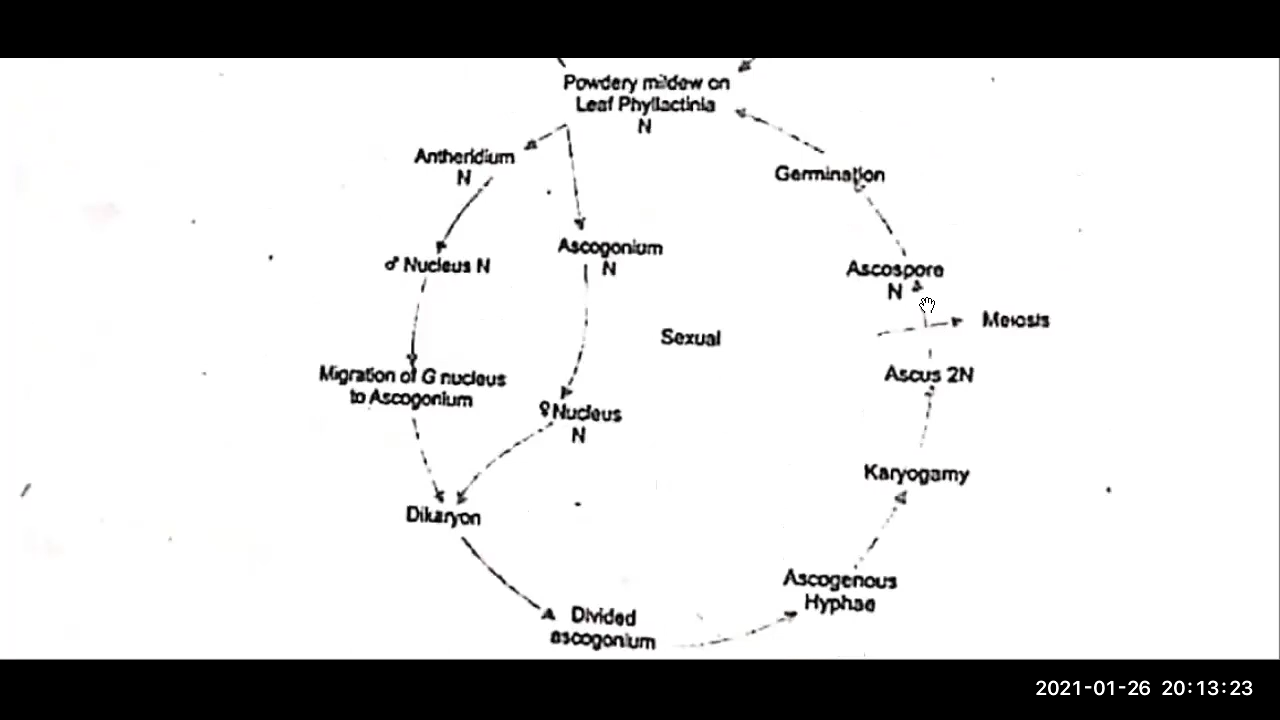 Powdery mildew on
Leaf Phyllactinia
N
Antheridium
N
Germination
Ascogonium
N
♂ Nucleus N
Ascospore
N
Meiosis
Sexual
Migration of G nucleus
to Ascogonium
Ascus 2N
♀ Nucleus
N
Karyogamy
Dikaryon
Ascogenous
Hyphae
Divided
ascogonium
2021-01-26 20:13:23